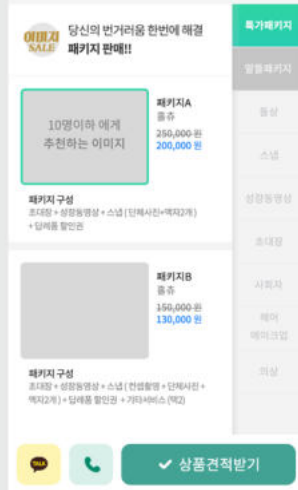 이미지
SALE
당신의 번거러움 한번에 해결
패키지 판매!!
특가패키지
알뜰패키지
돌상
스냅
성장동영상
초대장
사회자
헤어
메이크업
의상
10명이하 에게
추천하는 이미지
패키지A
홀츄
250,000 원
200,000 원
패키지 구성
초대장 + 성장동영상 + 스냅 ( 단체사진+액자2개 )
+ 답례품 할인권
패키지B
홀츄
150,000 원
130,000 원
패키지 구성
초대장 + 성장동영상 + 스냅 ( 컨셉촬영 + 단체사진 +
액자2개 ) + 답례품 할인권 + 기타서비스 (택2)
TALK
상품견적받기